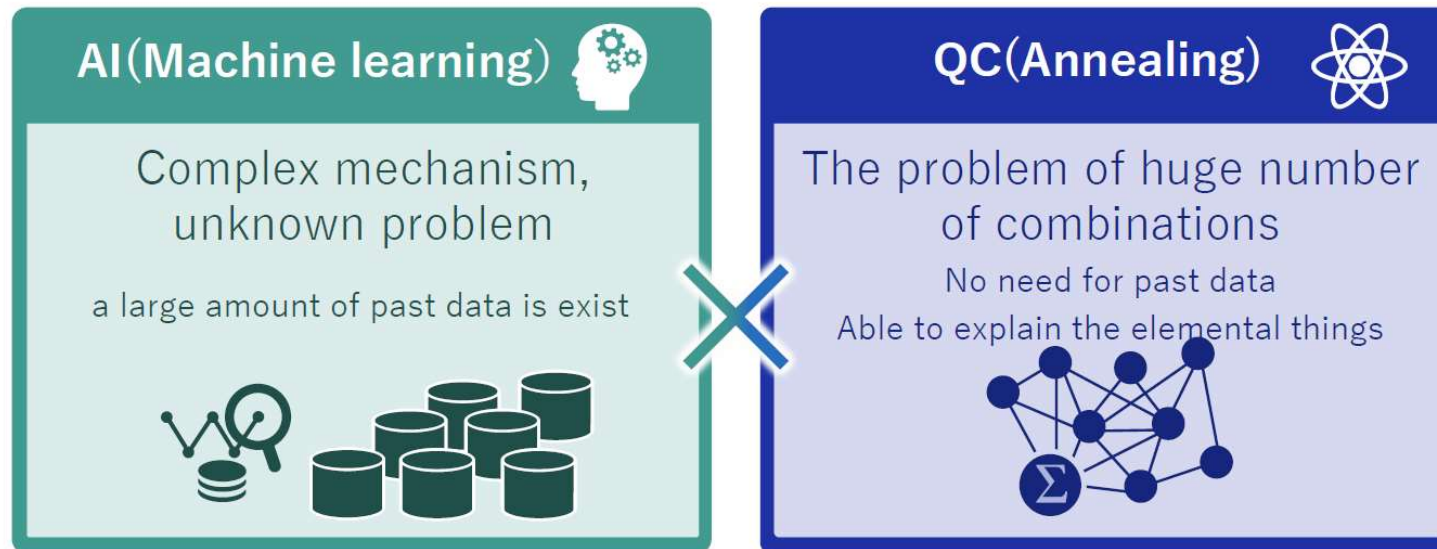 AI(Machine learning)
Complex mechanism,
unknown problem
a large amount of past data is exist
QC(Annealing)
The problem of huge number
of combinations
No need for past data
Able to explain the elemental things
Σ